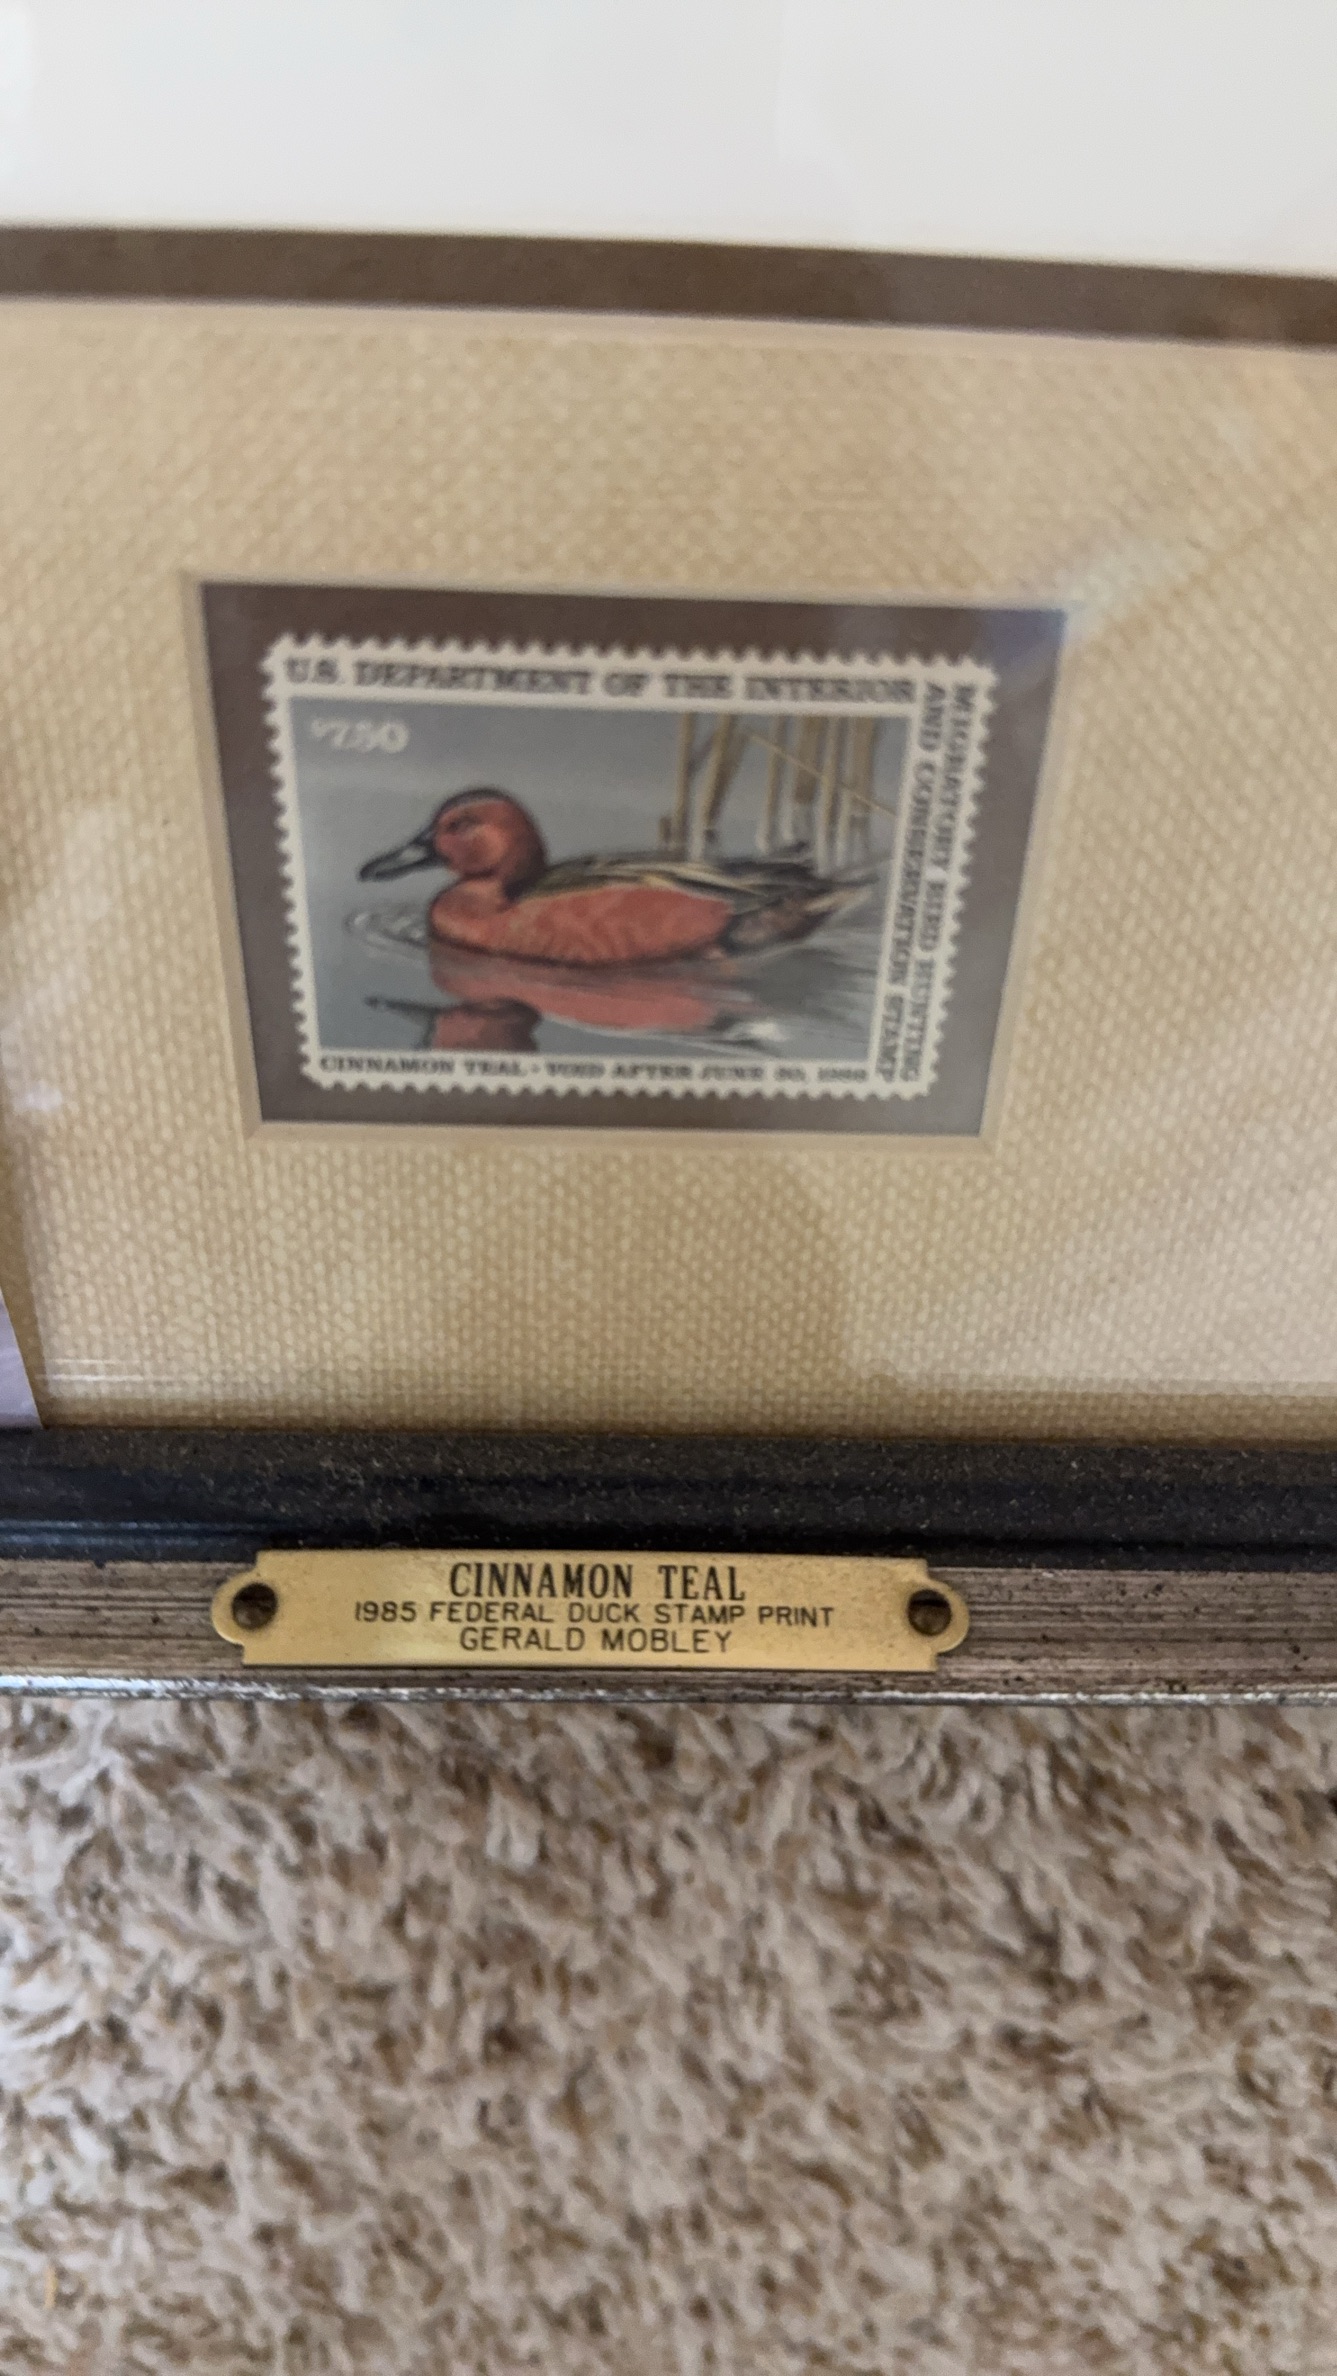 U.S. DEPARTMENT OF THE INTERIOR
MIGRATORY BIRD HUNTING
AND CONSERVATION STAMP
$7.50
CINNAMON TEAL - VOID AFTER JUNE 30, 1986
CINNAMON TEAL
1985 FEDERAL DUCK STAMP PRINT
GERALD MOBLEY